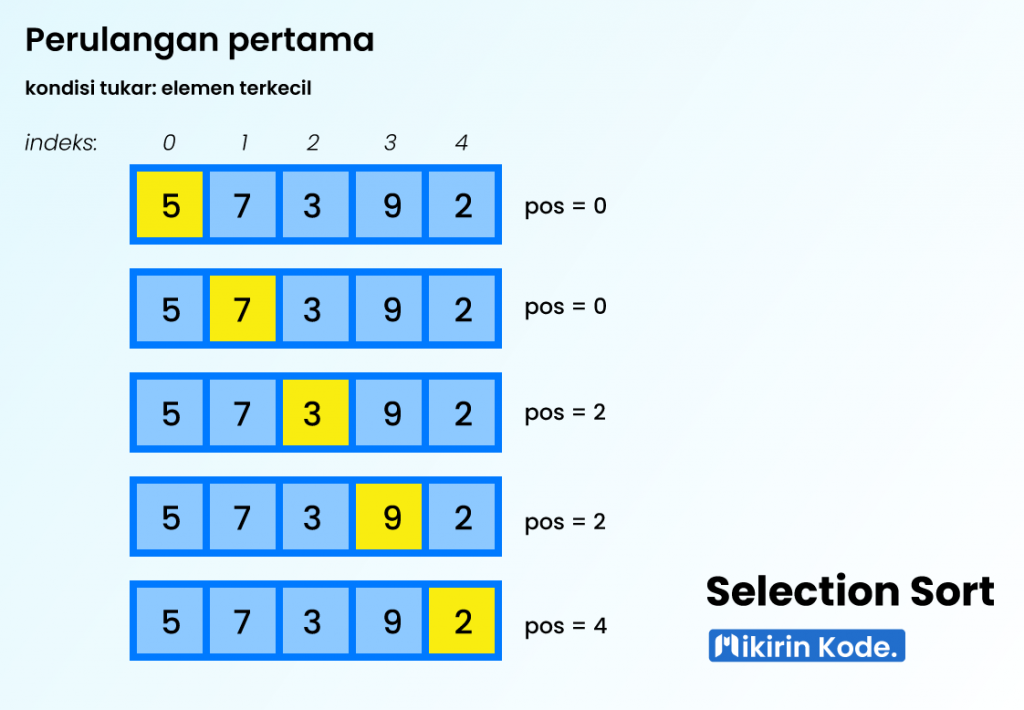 Perulangan pertama
kondisi tukar: elemen terkecil
indeks: 0 1 2 3 4
5 7 3 9 2 pos = 0
5 7 3 9 2 pos = 0
5 7 3 9 2 pos = 2
5 7 3 9 2 pos = 2
5 7 3 9 2 pos = 4
Selection Sort
Mikirin Kode.